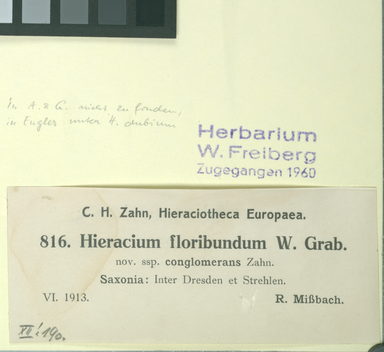 in A. & G. nicht zu finden,
in Engler unter H. dubium
Herbarium
W. Freiberg
Zugegangen 1960
C. H. Zahn, Hieraciotheca Europaea.
816. Hieracium floribundum W. Grab.
nov. ssp. conglomerans Zahn.
Saxonia: Inter Dresden et Strehlen.
VI. 1913. R. Mißbach.
XII! 190.